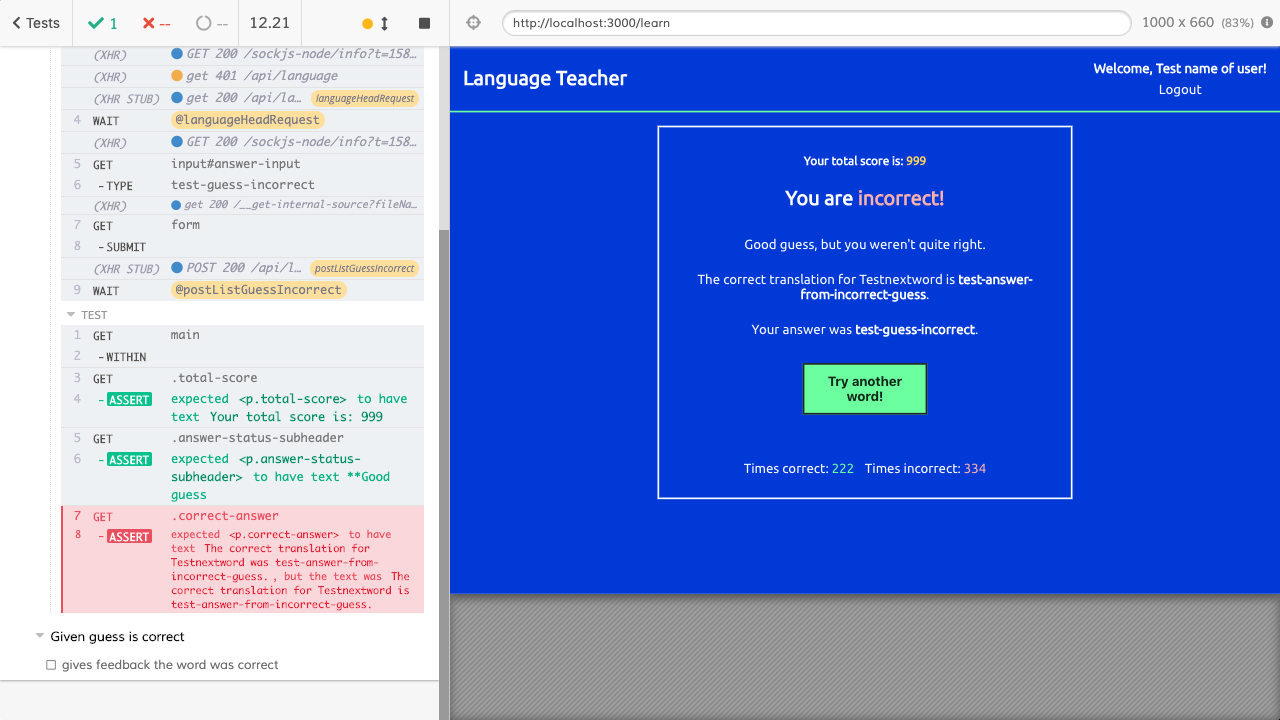 Tests
1
--
--
12.21
http://localhost:3000/learn
1000 x 660 (83%)
(XHR) GET 200 /sockjs-node/info?t=158…
(XHR) get 401 /api/language
(XHR STUB) get 200 /api/la… languageHeadRequest
4 WAIT @languageHeadRequest
(XHR) GET 200 /sockjs-node/info?t=158…
5 GET input#answer-input
6 -TYPE test-guess-incorrect
(XHR) get 200 /__get-internal-source?fileNa…
7 GET form
8 -SUBMIT
(XHR STUB) POST 200 /api/l… postListGuessIncorrect
9 WAIT @postListGuessIncorrect
TEST
1 GET main
2 -WITHIN
3 GET .total-score
4 -ASSERT expected <p.total-score> to have
text Your total score is: 999
5 GET .answer-status-subheader
6 -ASSERT expected <p.answer-status-
subheader> to have text **Good
guess
7 GET .correct-answer
8 -ASSERT expected <p.correct-answer> to have
text The correct translation for
Testnextword was test-answer-from-
incorrect-guess. , but the text was The
correct translation for Testnextword is
test-answer-from-incorrect-guess.
Given guess is correct
gives feedback the word was correct
Language Teacher
Welcome, Test name of user!
Logout
Your total score is: 999
You are incorrect!
Good guess, but you weren't quite right.
The correct translation for Testnextword is test-answer-
from-incorrect-guess.
Your answer was test-guess-incorrect.
Try another
word!
Times correct: 222 Times incorrect: 334